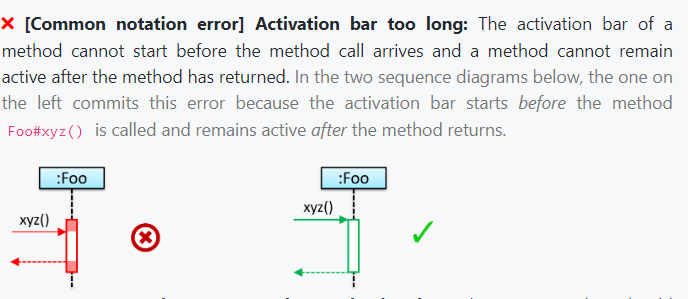 × [Common notation error] Activation bar too long: The activation bar of a
method cannot start before the method call arrives and a method cannot remain
active after the method has returned. In the two sequence diagrams below, the one on
the left commits this error because the activation bar starts before the method
Foo#xyz() is called and remains active after the method returns.
:Foo
:Foo
xyz()
xyz()